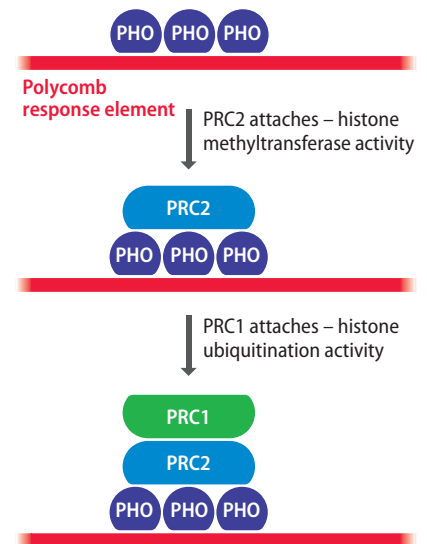 PHO PHO PHO
Polycomb
response element
PRC2 attaches – histone
methyltransferase activity
PRC2
PHO PHO PHO
PRC1 attaches – histone
ubiquitination activity
PRC1
PRC2
PHO PHO PHO